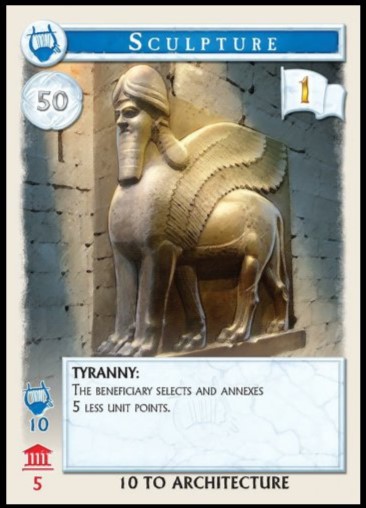 SCULPTURE
50
1
TYRANNY:
THE BENEFICIARY SELECTS AND ANNEXES
5 LESS UNIT POINTS.
10
5
10 TO ARCHITECTURE